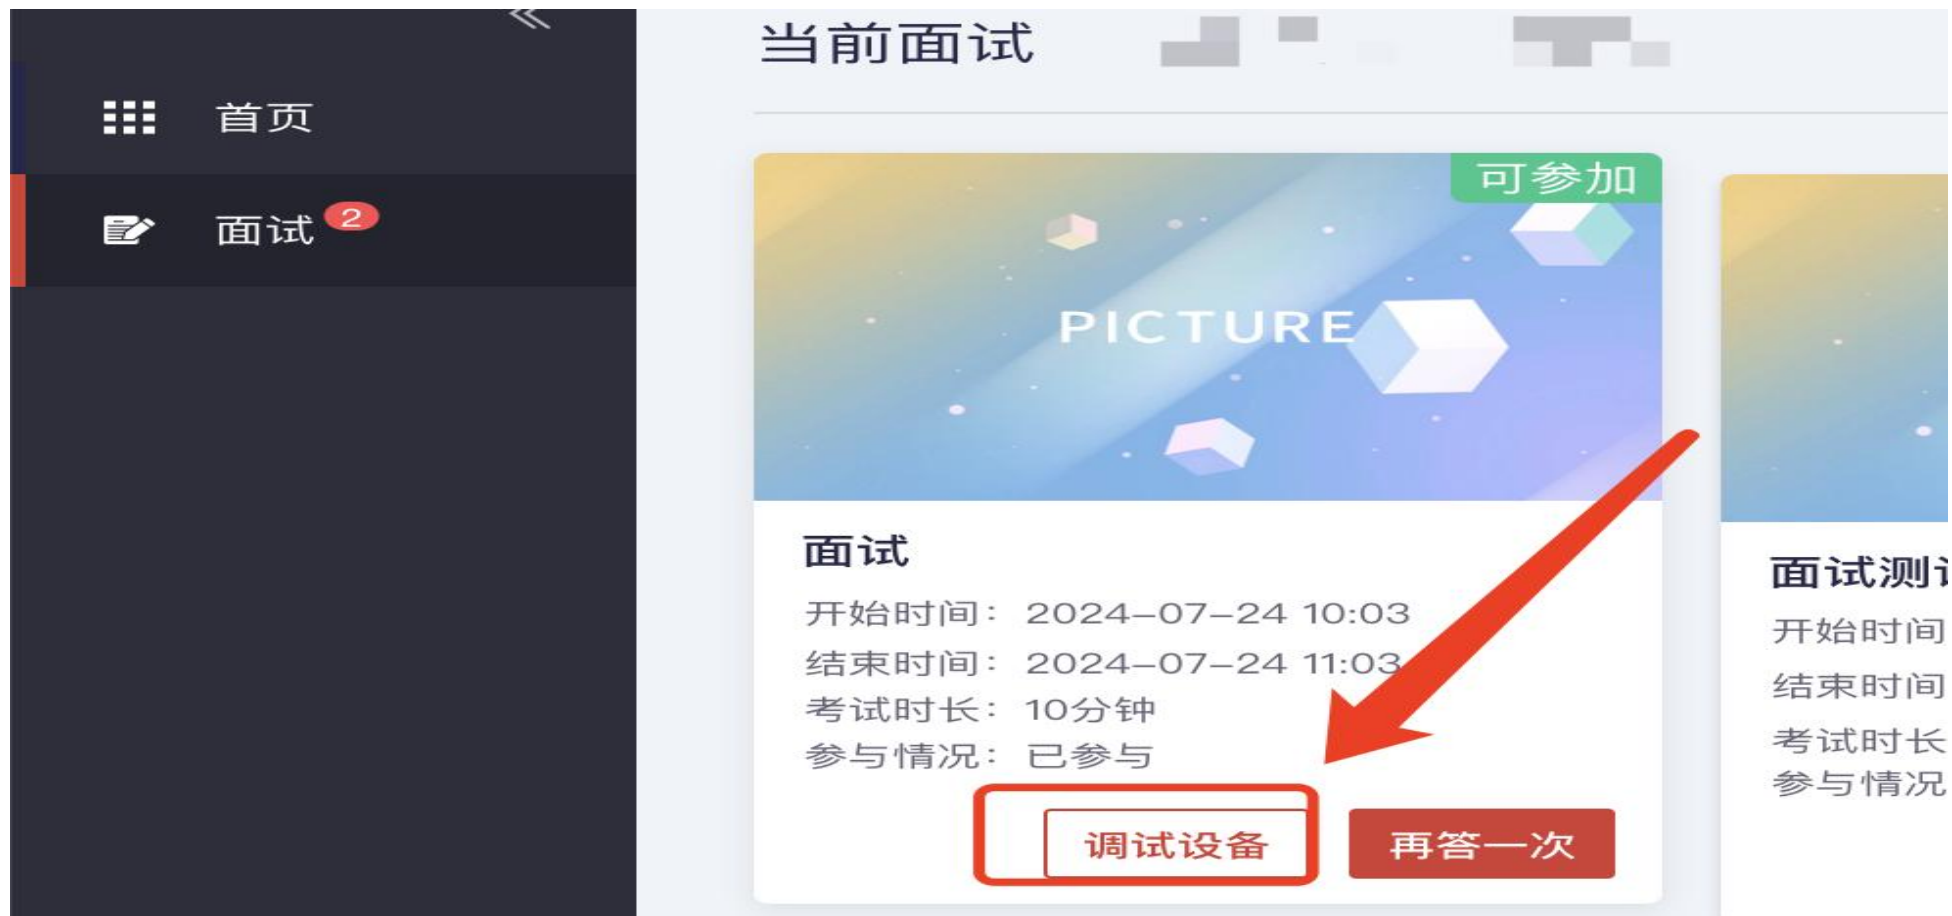 当前面试
首页
面试 2
可参加
PICTURE
面试
开始时间： 2024-07-24 10:03
结束时间： 2024-07-24 11:03
考试时长： 10分钟
参与情况： 已参与
调试设备
再答一次
面试测
开始时间
结束时间
考试时长
参与情况